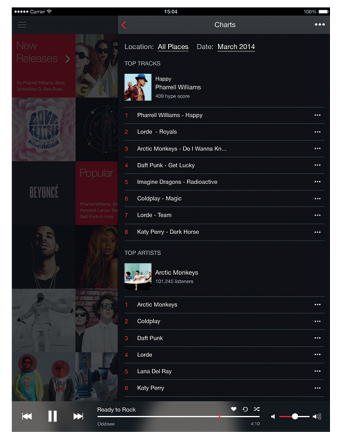 Carrier
15:04
100%
Charts
New
Releases
Location: All Places Date: March 2014
TOP TRACKS
Happy
Pharrell Williams
409 hype score
1 Pharrell Williams - Happy
2 Lorde - Royals
3 Arctic Monkeys - Do I Wanna Kn...
4 Daft Punk - Get Lucky
5 Imagine Dragons - Radioactive
6 Coldplay - Magic
7 Lorde - Team
8 Katy Perry - Dark Horse
BEYONCÉ
Popular
TOP ARTISTS
Arctic Monkeys
101,245 listeners
1 Arctic Monkeys
2 Coldplay
3 Daft Punk
4 Lorde
5 Lana Del Ray
6 Katy Perry
Ready to Rock
Oddisee
4:10